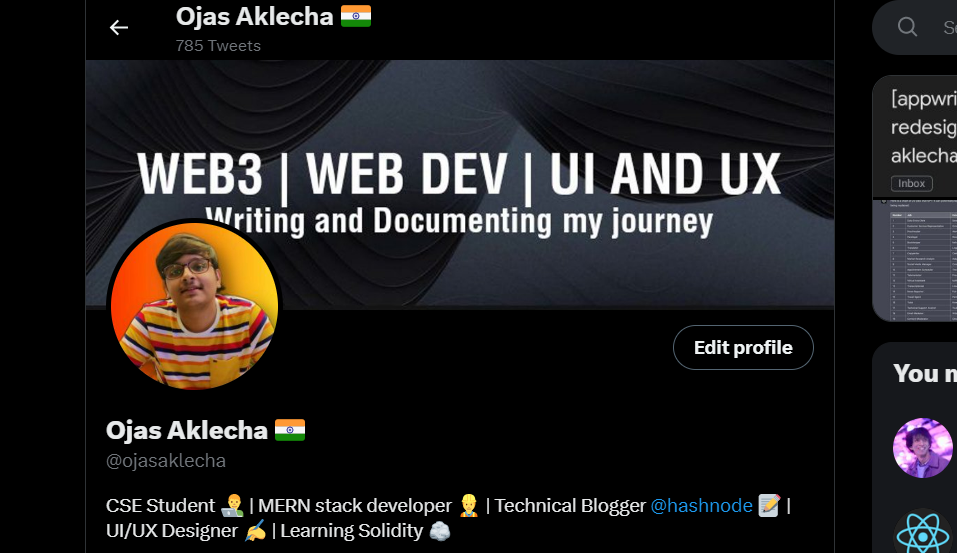 Ojas Aklecha 🇮🇳
785 Tweets
WEB3 | WEB DEV | UI AND UX
Writing and Documenting my journey
Edit profile
Ojas Aklecha 🇮🇳
@ojasaklecha
CSE Student 👨‍💻 | MERN stack developer 👷 | Technical Blogger @hashnode 📝 |
UI/UX Designer ✍️ | Learning Solidity ☁️
[appwri
redesig
aklecha
Inbox
You